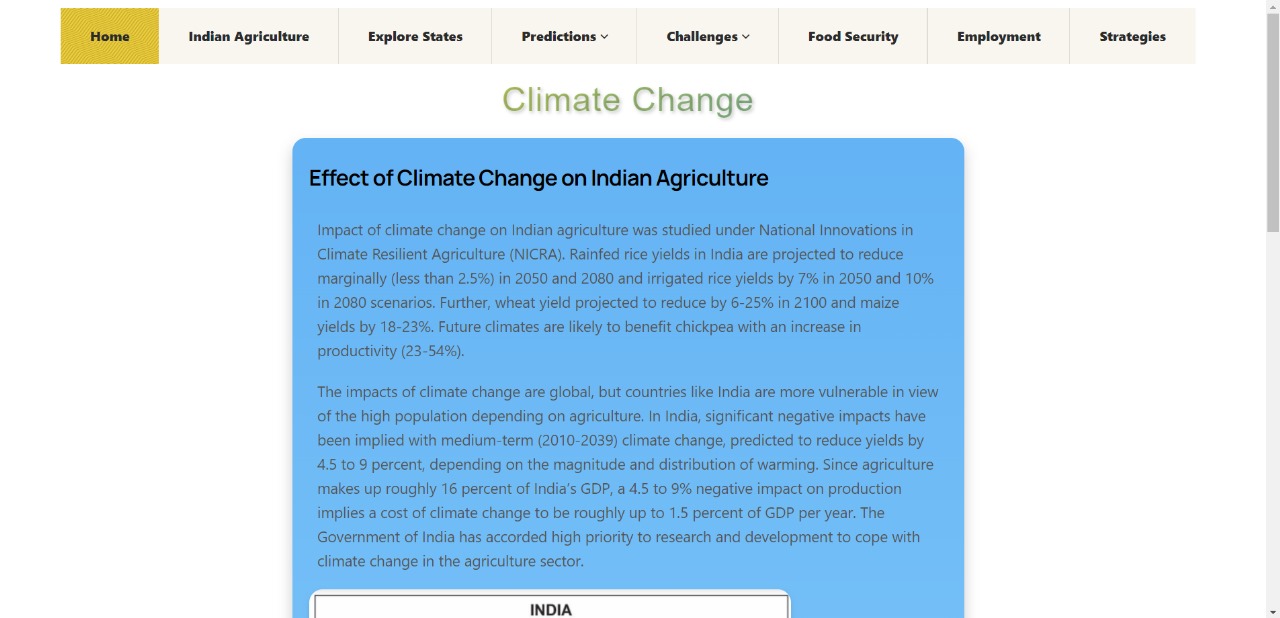 Home Indian Agriculture Explore States Predictions Challenges Food Security Employment Strategies
Climate Change
Effect of Climate Change on Indian Agriculture
Impact of climate change on Indian agriculture was studied under National Innovations in
Climate Resilient Agriculture (NICRA). Rainfed rice yields in India are projected to reduce
marginally (less than 2.5%) in 2050 and 2080 and irrigated rice yields by 7% in 2050 and 10%
in 2080 scenarios. Further, wheat yield projected to reduce by 6-25% in 2100 and maize
yields by 18-23%. Future climates are likely to benefit chickpea with an increase in
productivity (23-54%).
The impacts of climate change are global, but countries like India are more vulnerable in view
of the high population depending on agriculture. In India, significant negative impacts have
been implied with medium-term (2010-2039) climate change, predicted to reduce yields by
4.5 to 9 percent, depending on the magnitude and distribution of warming. Since agriculture
makes up roughly 16 percent of India's GDP, a 4.5 to 9% negative impact on production
implies a cost of climate change to be roughly up to 1.5 percent of GDP per year. The
Government of India has accorded high priority to research and development to cope with
climate change in the agriculture sector.
INDIA